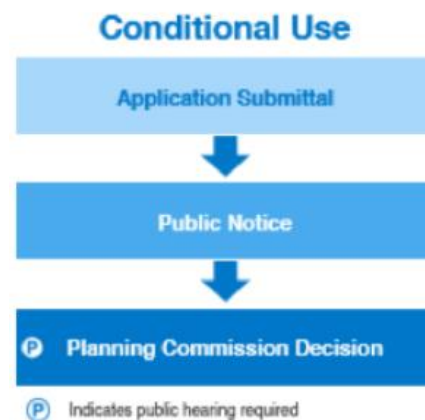 Conditional Use
Application Submittal
Public Notice
P Planning Commission Decision
P Indicates public hearing required